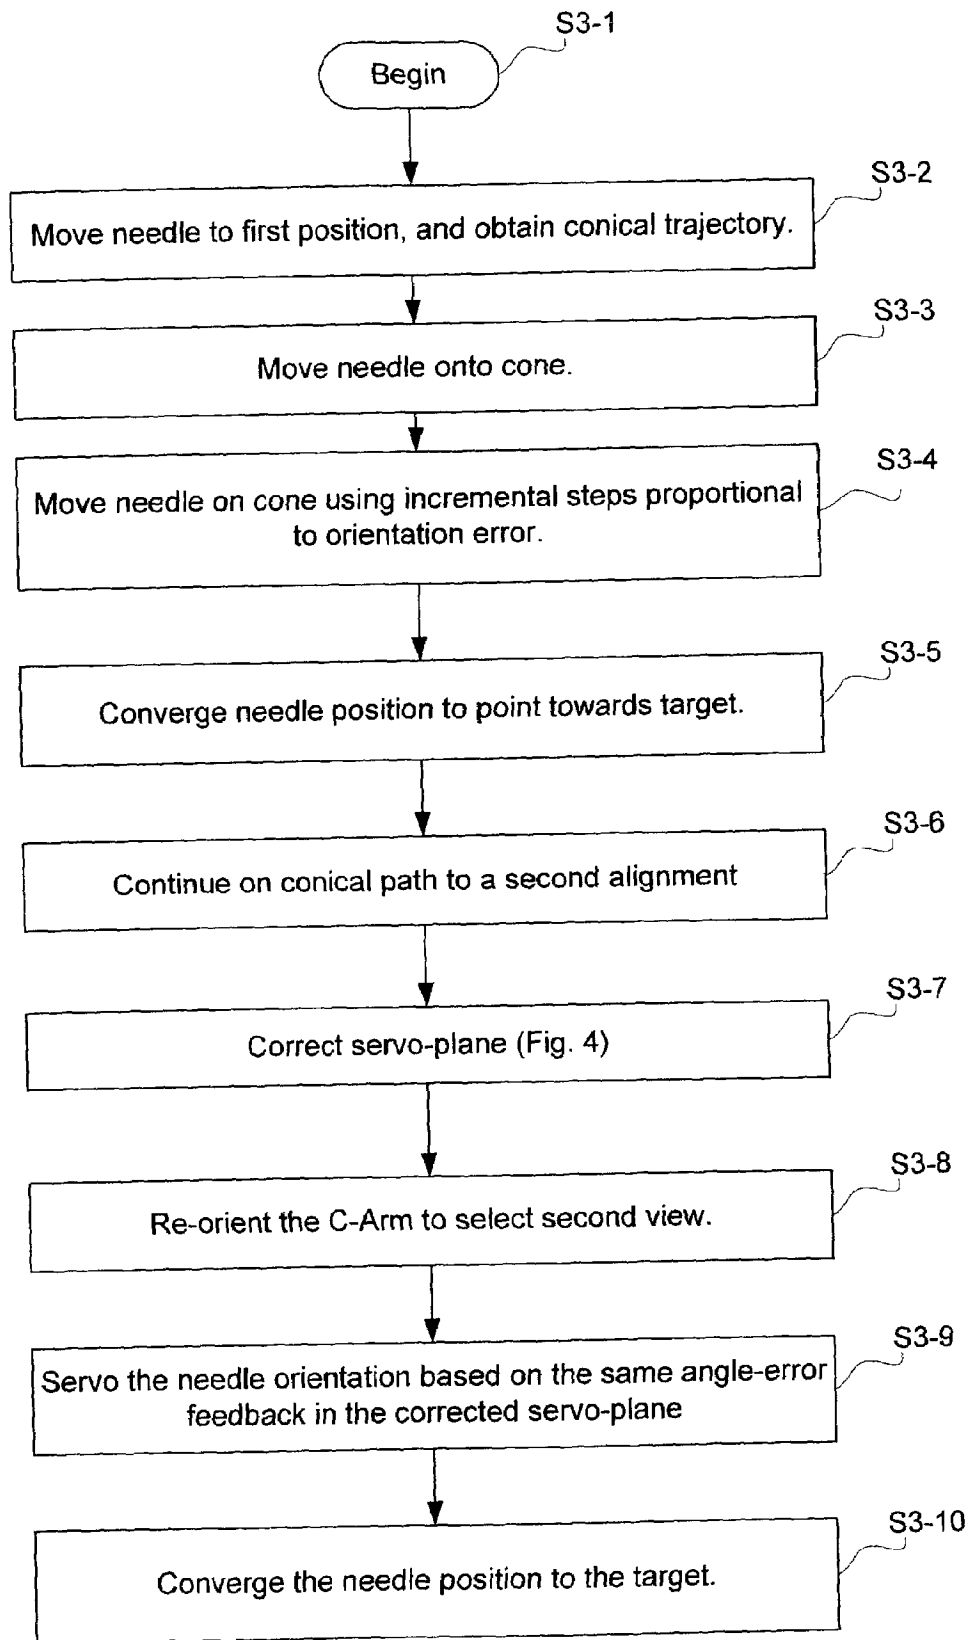 S3-1
Begin
S3-2
Move needle to first position, and obtain conical trajectory.
S3-3
Move needle onto cone.
S3-4
Move needle on cone using incremental steps proportional
to orientation error.
S3-5
Converge needle position to point towards target.
S3-6
Continue on conical path to a second alignment
S3-7
Correct servo-plane (Fig. 4)
S3-8
Re-orient the C-Arm to select second view.
S3-9
Servo the needle orientation based on the same angle-error
feedback in the corrected servo-plane
S3-10
Converge the needle position to the target.